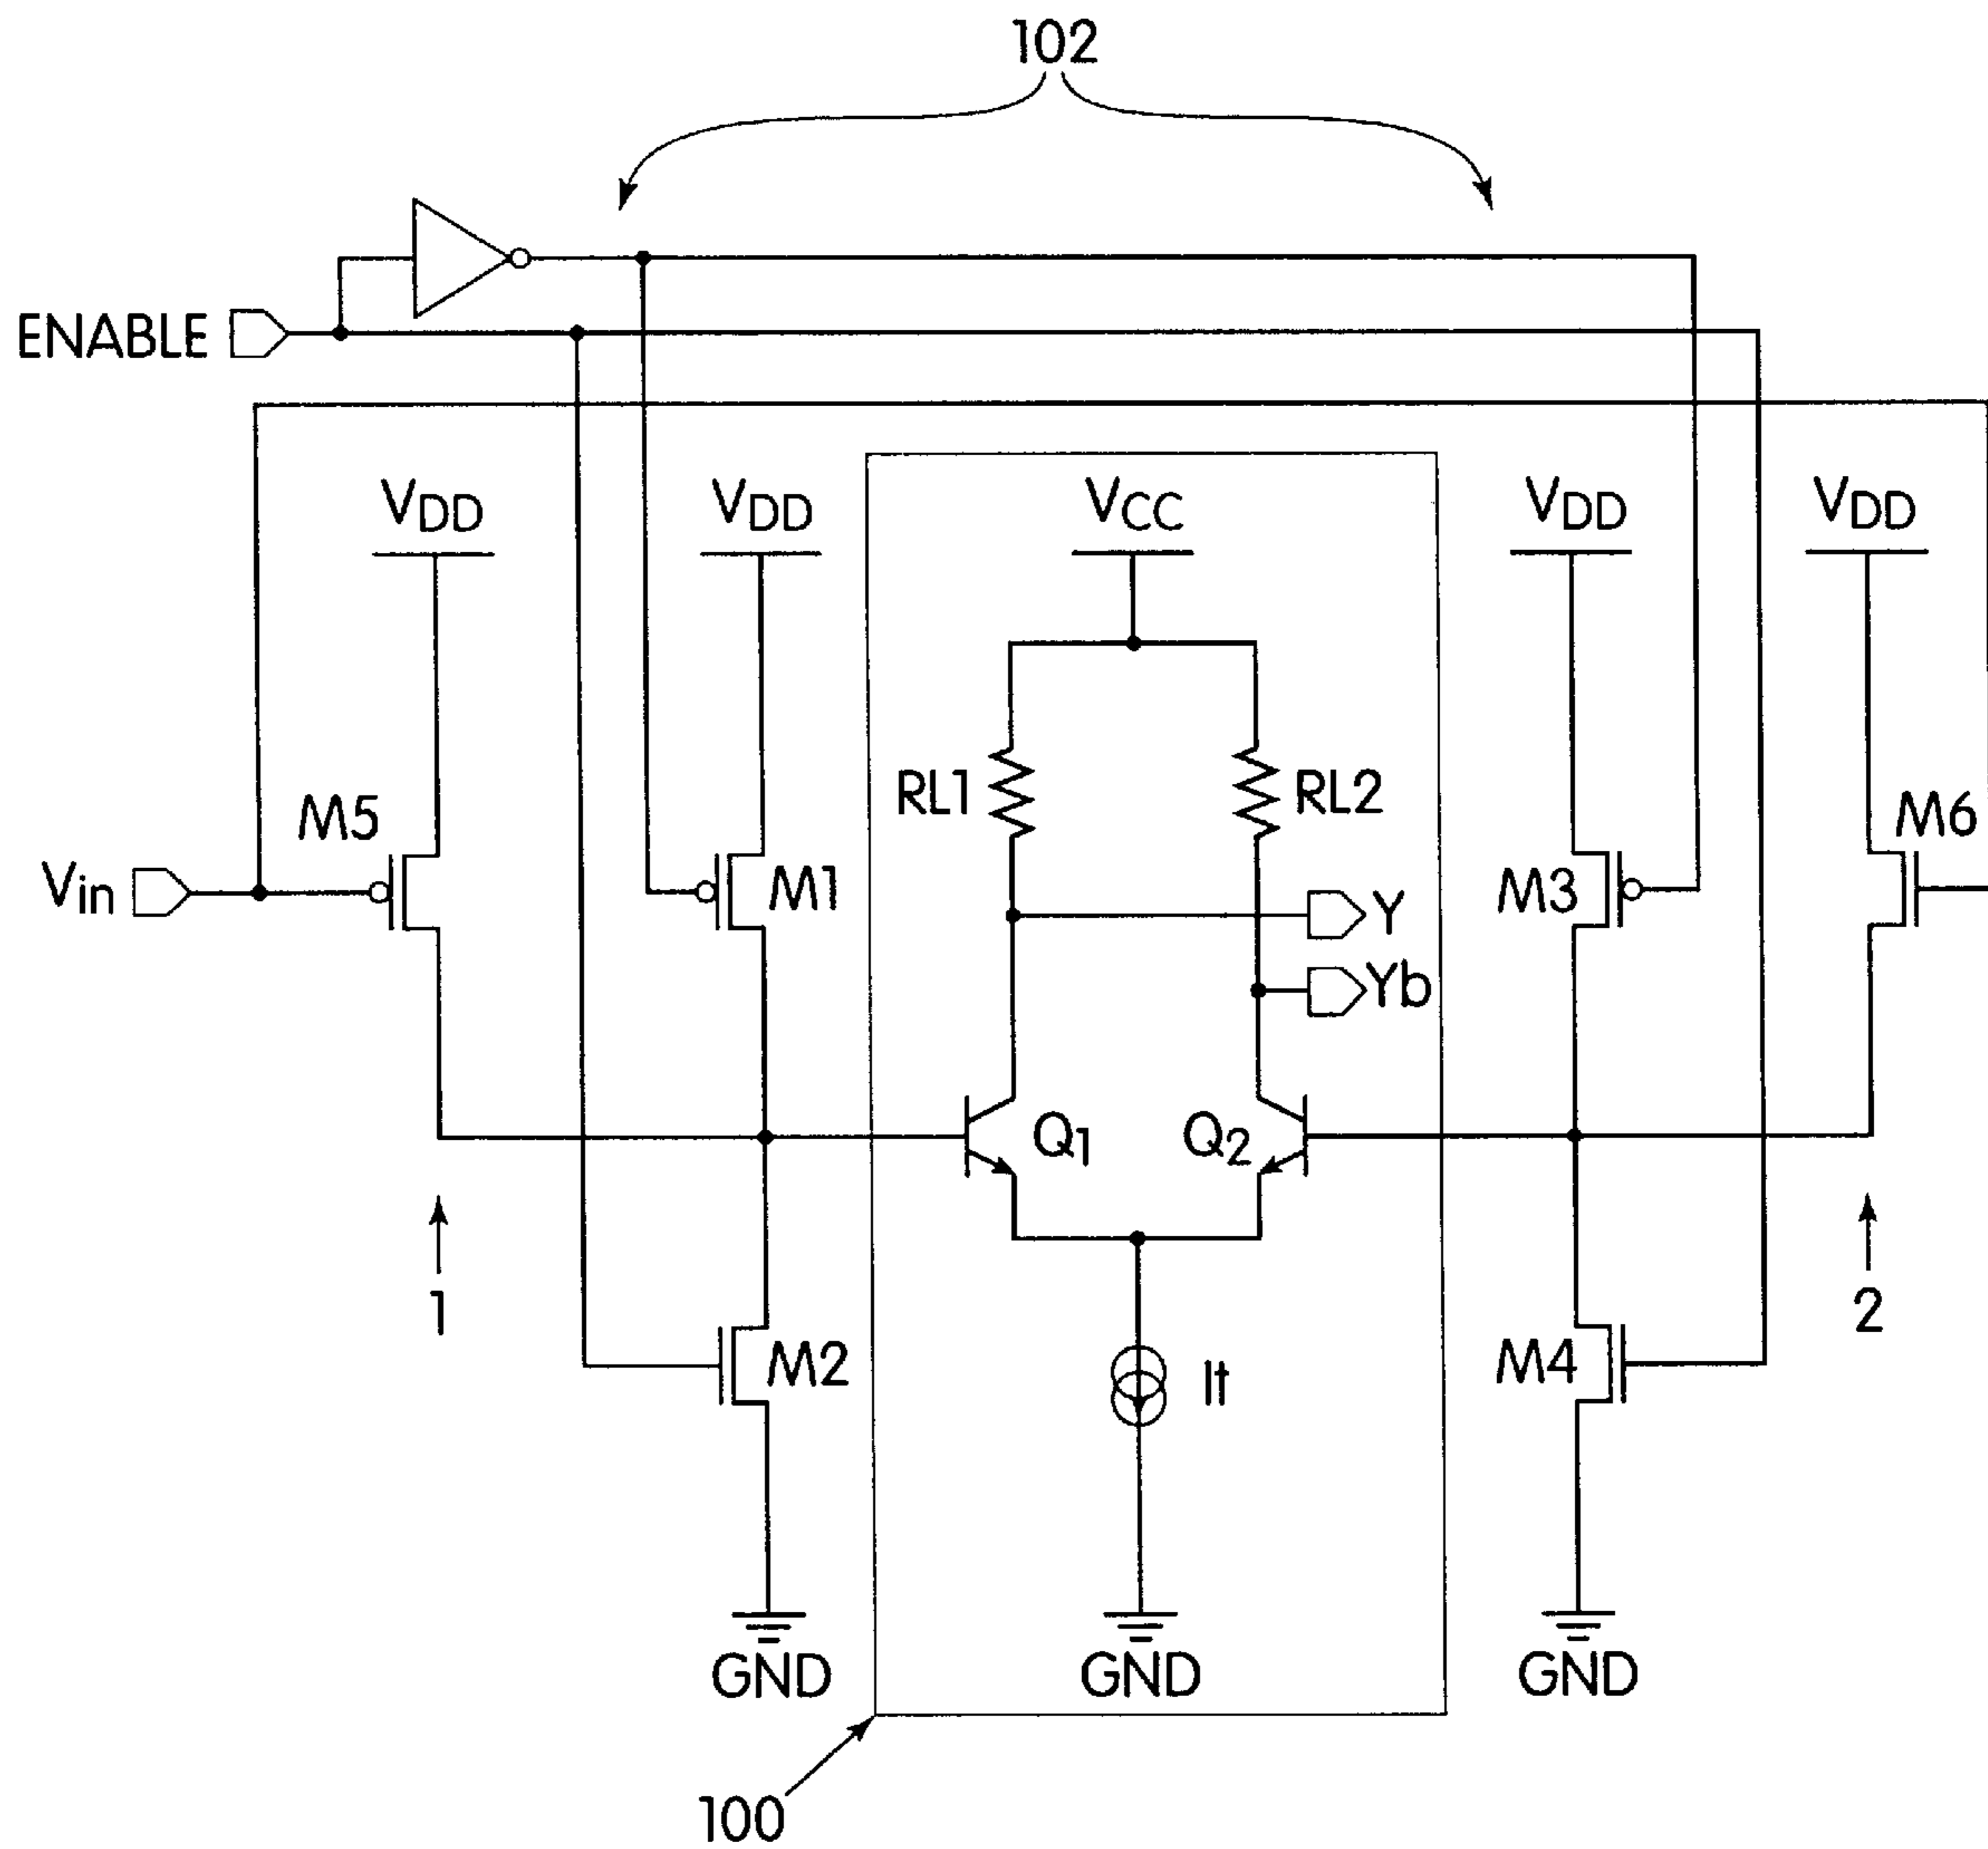 102
ENABLE
VDD
VDD
VCC
VDD
VDD
RL1
RL2
M5
M6
Vin
M1
M3
Y
Yb
Q1
Q2
1
2
M2
It
M4
GND
GND
GND
100